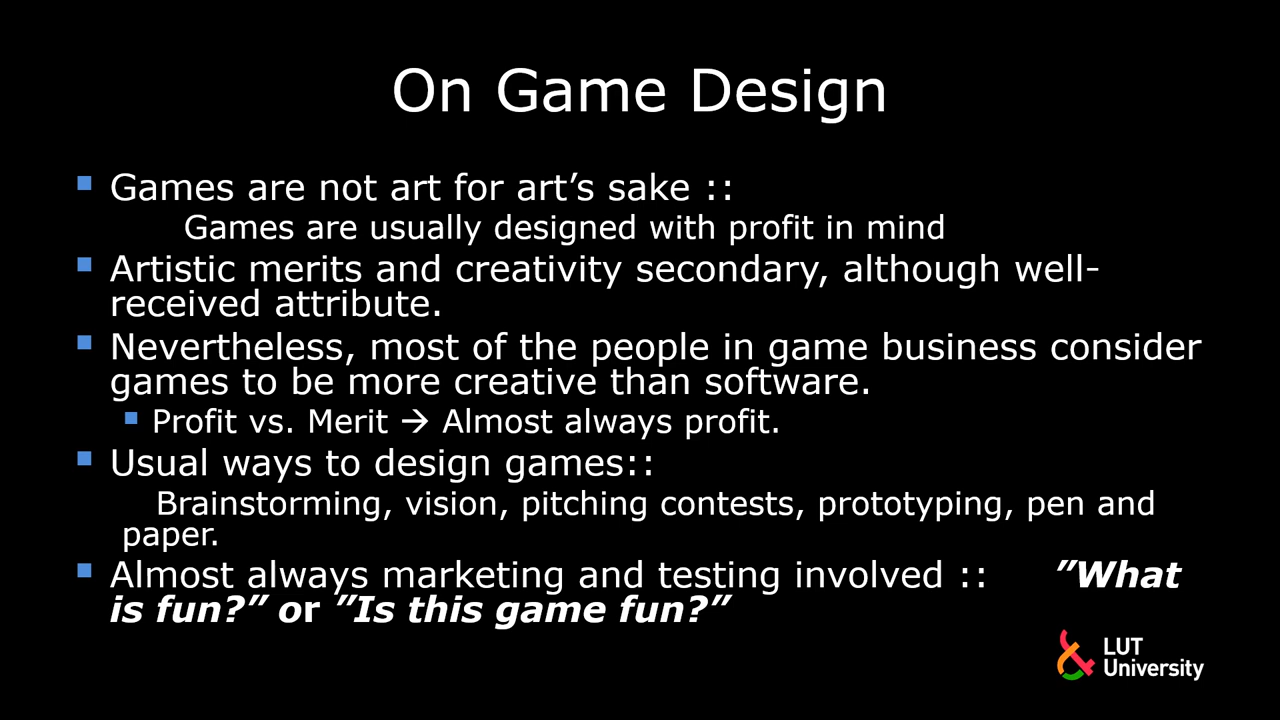 On Game Design
Games are not art for art’s sake ::
Games are usually designed with profit in mind
Artistic merits and creativity secondary, although well-
received attribute.
Nevertheless, most of the people in game business consider
games to be more creative than software.
Profit vs. Merit → Almost always profit.
Usual ways to design games::
Brainstorming, vision, pitching contests, prototyping, pen and
paper.
Almost always marketing and testing involved :: ”What
is fun?” or ”Is this game fun?”
LUT
University